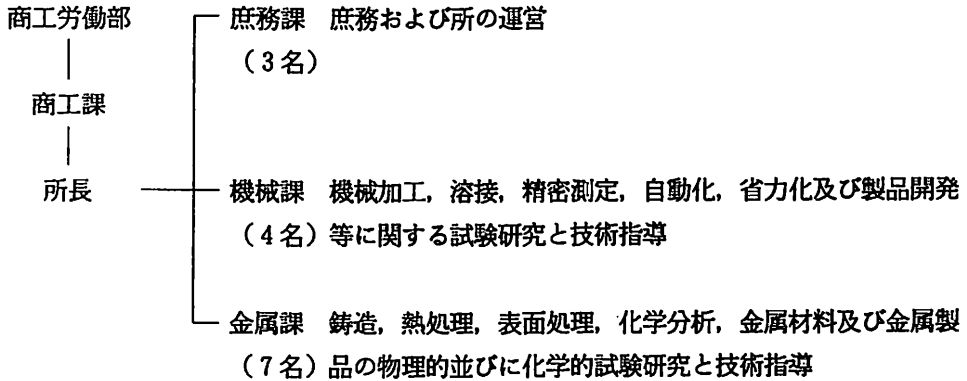 商工労働部
商工課
所長
庶務課 庶務および所の運営
(3名)
機械課 機械加工,溶接,精密測定,自動化,省力化及び製品開発
(4名)等に関する試験研究と技術指導
金属課 鋳造,熱処理,表面処理,化学分析,金属材料及び金属製
(7名)品の物理的並びに化学的試験研究と技術指導